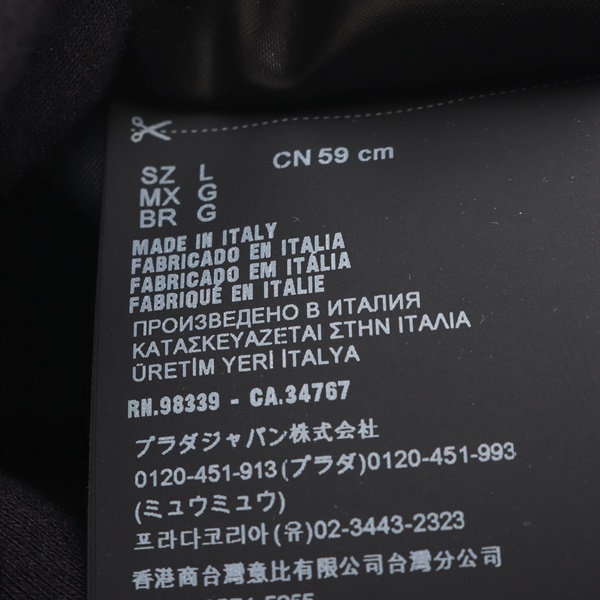 CN 59 cm
SZ L
MX G
BR G
MADE IN ITALY
FABRICADO EN ITALIA
FABRICADO EM ITÁLIA
FABRIQUÉ EN ITALIE
ПРОИЗВЕДЕНО В ИТАЛИЯ
ΚΑΤΑΣΚΕΥΑΖΕΤΑΙ ΣΤΗΝ ΙΤΑΛΙΑ
ÜRETİM YERİ İTALYA
RN.98339 - CA.34767
プラダジャパン株式会社
0120-451-913(プラダ)0120-451-993
(ミュウミュウ)
프라다코리아(유)02-3443-2323
香港商台灣意比有限公司台灣分公司